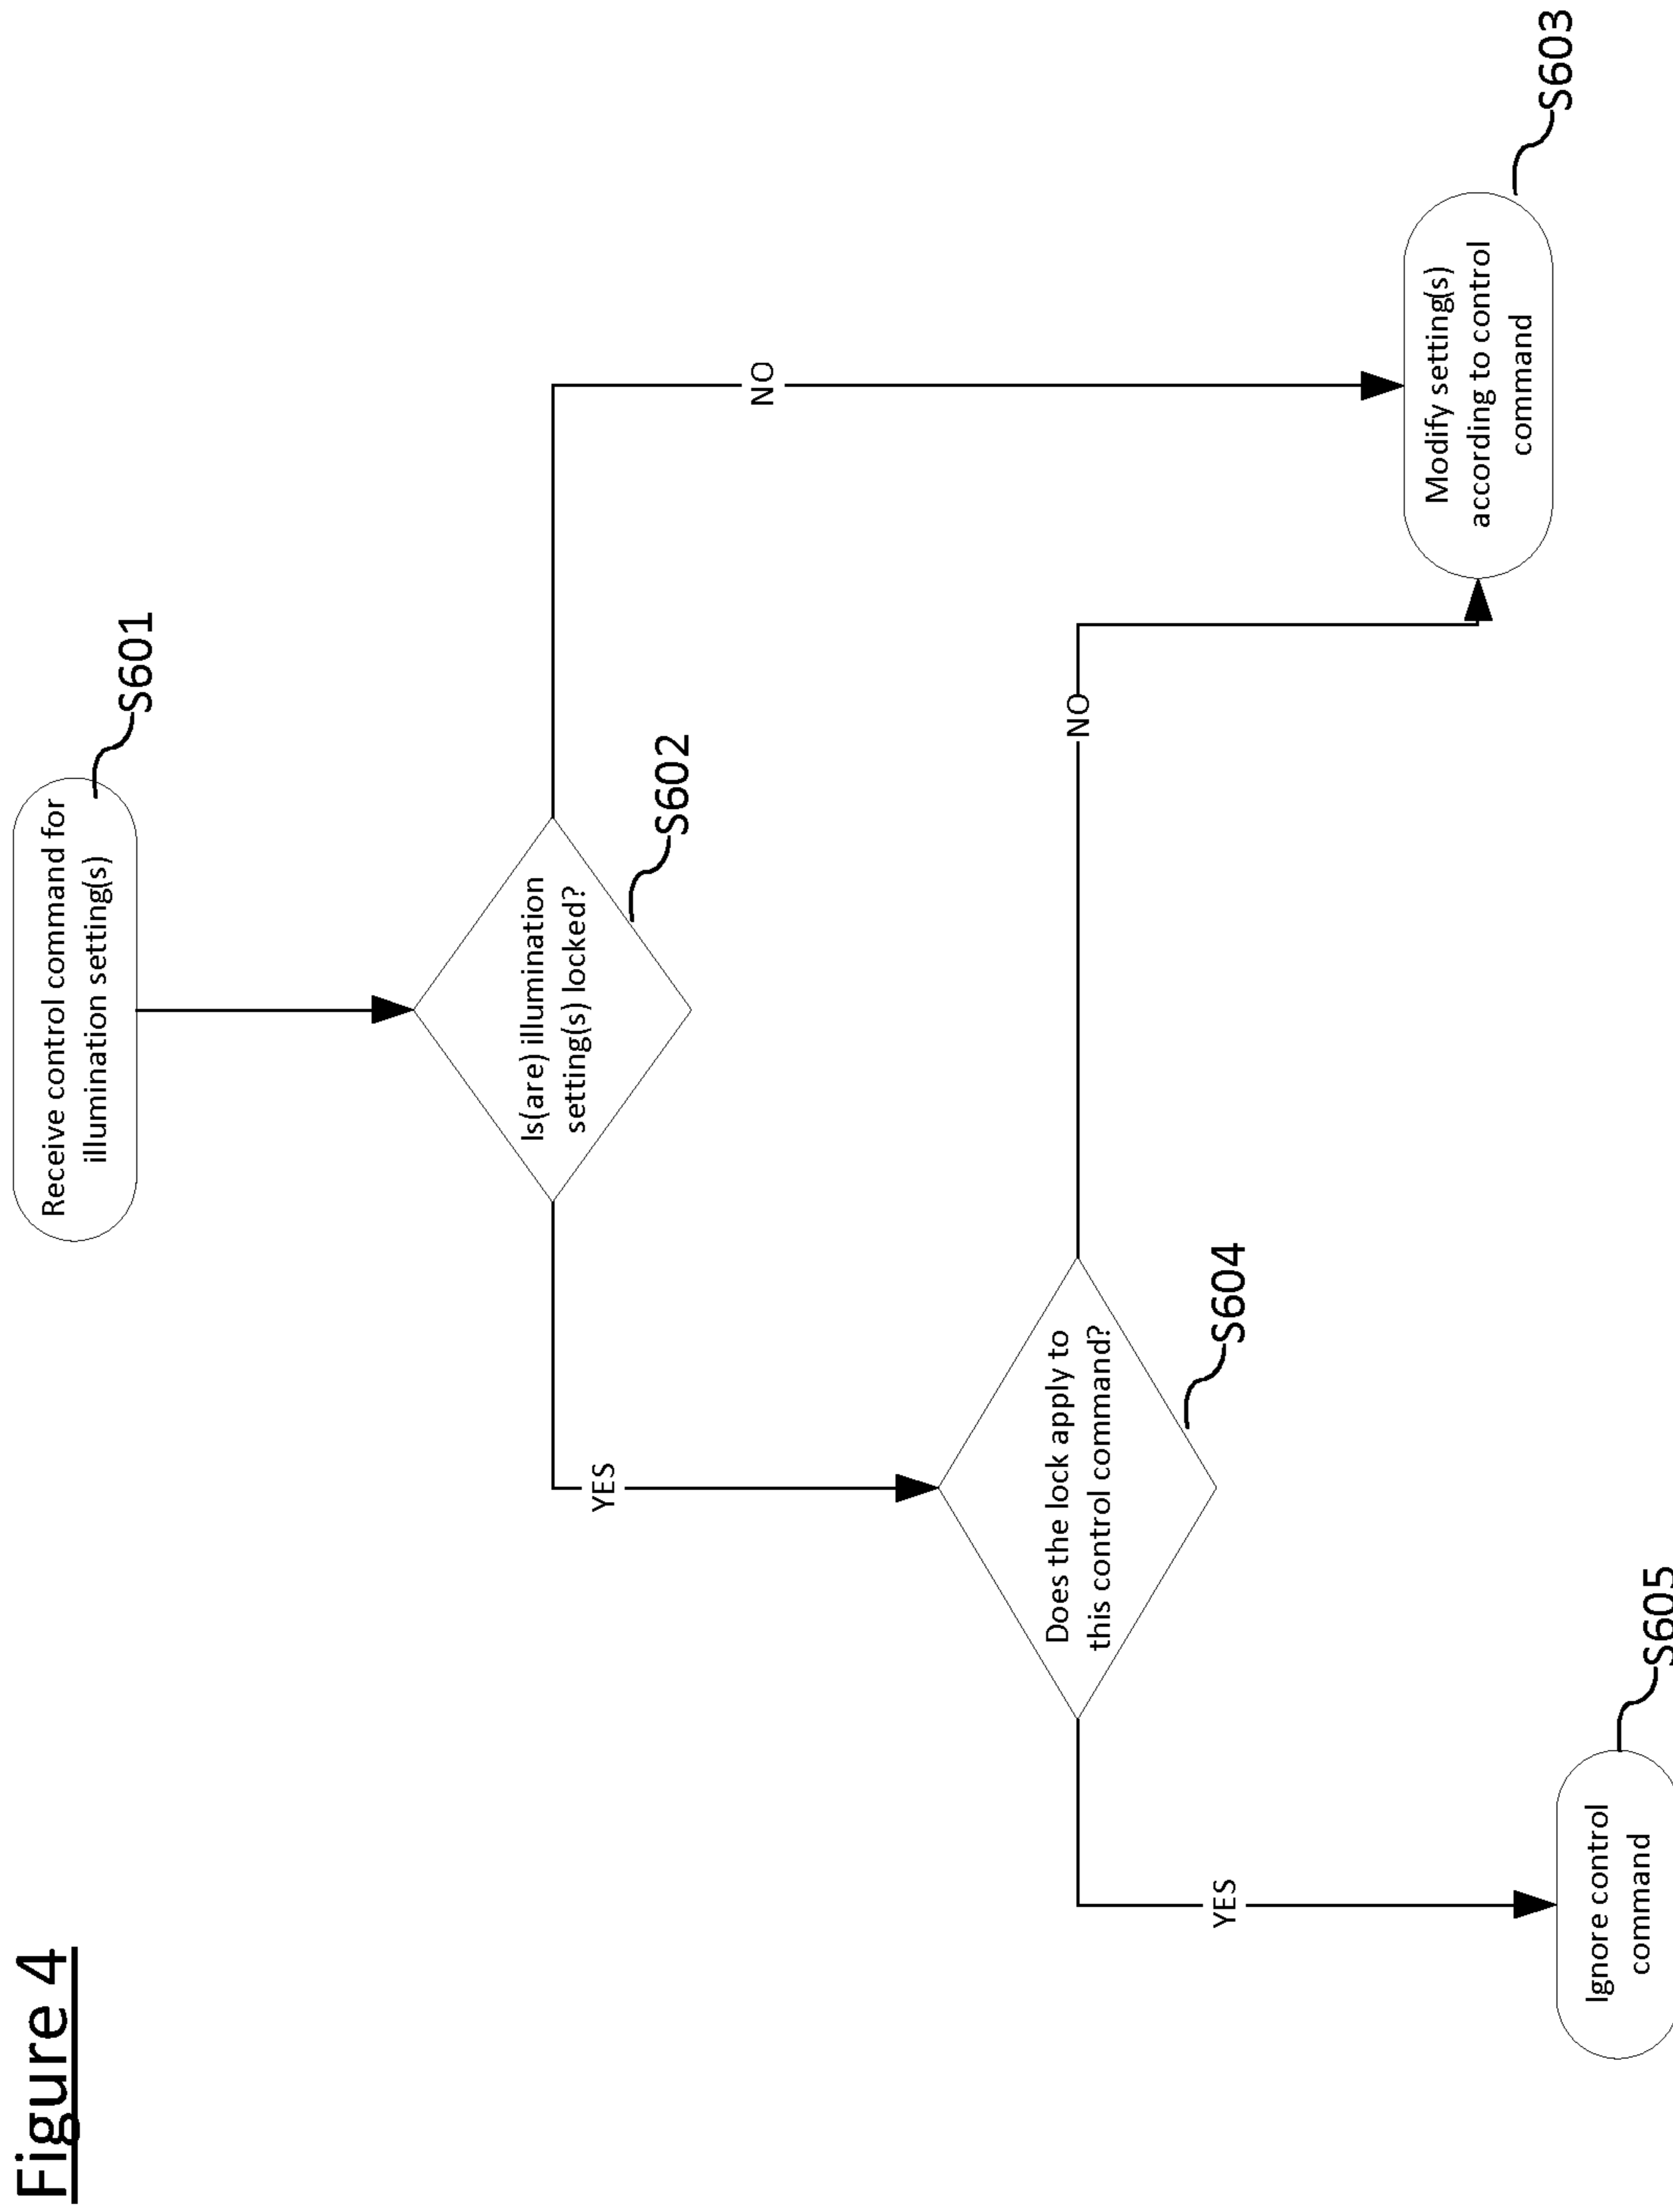 Figure 4
Receive control command for
illumination setting(s)
S601
Is(are) illumination
setting(s) locked?
S602
YES
NO
Does the lock apply to
this control command?
S604
NO
YES
Modify setting(s)
according to control
command
S603
Ignore control
command
S605